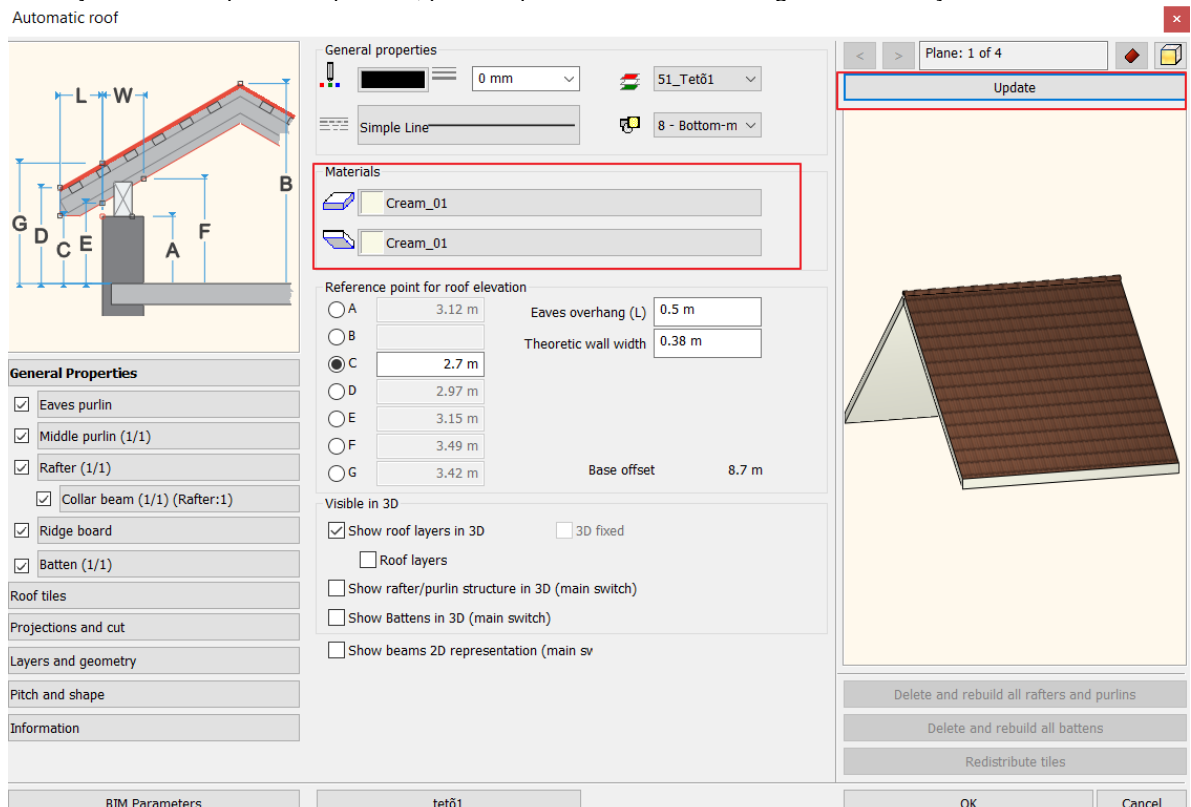 Automatic roof
L W
B
G D C E A F
General Properties
Eaves purlin
Middle purlin (1/1)
Rafter (1/1)
Collar beam (1/1) (Rafter:1)
Ridge board
Batten (1/1)
Roof tiles
Projections and cut
Layers and geometry
Pitch and shape
Information
BIM Parameters
General properties
0 mm
51_Tetõ1
Simple Line
8 - Bottom-m
Materials
Cream_01
Cream_01
Reference point for roof elevation
A 3.12 m
Eaves overhang (L) 0.5 m
B
Theoretic wall width 0.38 m
C 2.7 m
D 2.97 m
E 3.15 m
F 3.49 m
G 3.42 m
Base offset 8.7 m
Visible in 3D
Show roof layers in 3D
3D fixed
Roof layers
Show rafter/purlin structure in 3D (main switch)
Show Battens in 3D (main switch)
Show beams 2D representation (main sv
tetõ1
< > Plane: 1 of 4
Update
Delete and rebuild all rafters and purlins
Delete and rebuild all battens
Redistribute tiles
OK
Cancel